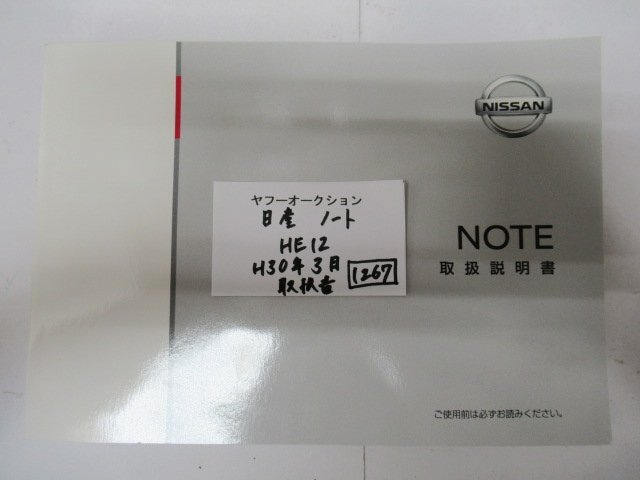 NISSAN
ヤフーオークション
日産 ノート
HE12
H30年3月
取扱書
1267
NOTE
取扱説明書
ご使用前は必ずお読みください。